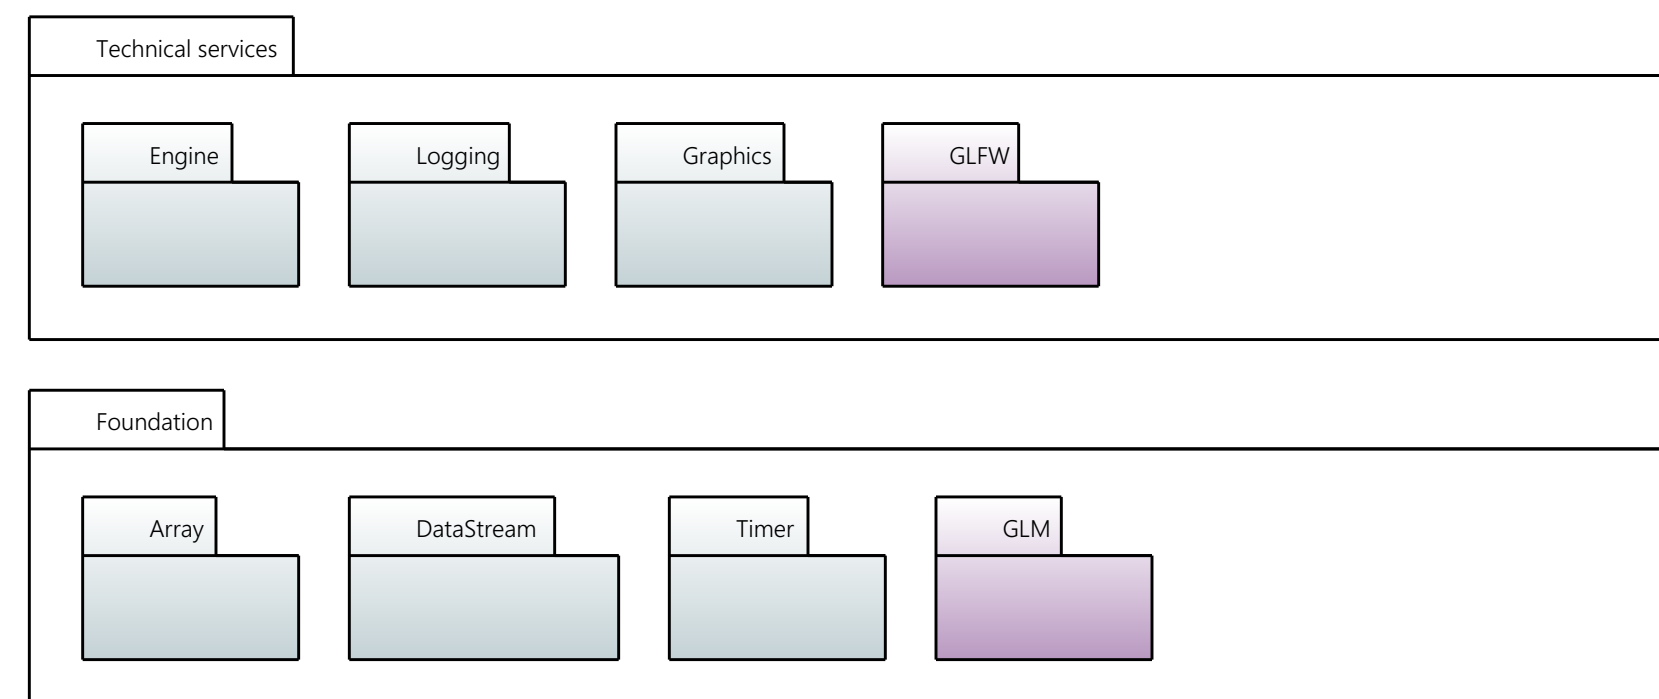 Technical services
Engine
Logging
Graphics
GLFW
Foundation
Array
DataStream
Timer
GLM